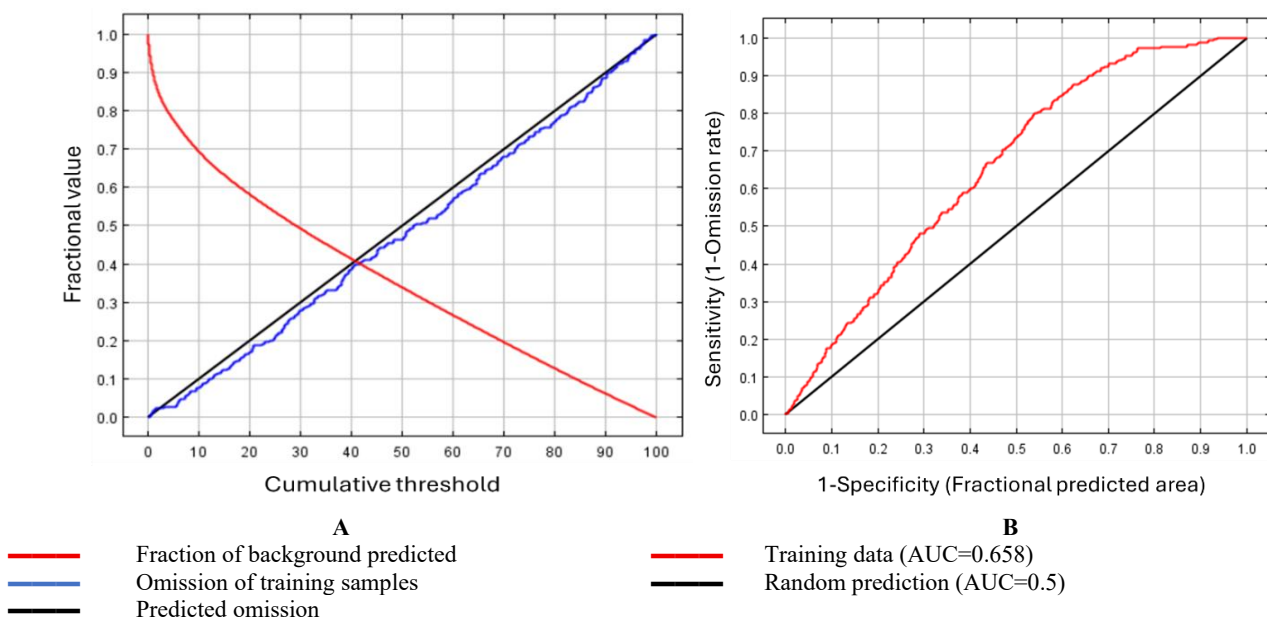 1.0
0.9
0.8
0.7
0.6
0.5
0.4
0.3
0.2
0.1
0.0
Fractional value
0 10 20 30 40 50 60 70 80 90 100
Cumulative threshold
A
Fraction of background predicted
Omission of training samples
Predicted omission
1.0
0.9
0.8
0.7
0.6
0.5
0.4
0.3
0.2
0.1
0.0
Sensitivity (1-Omission rate)
0.0 0.1 0.2 0.3 0.4 0.5 0.6 0.7 0.8 0.9 1.0
1-Specificity (Fractional predicted area)
B
Training data (AUC=0.658)
Random prediction (AUC=0.5)